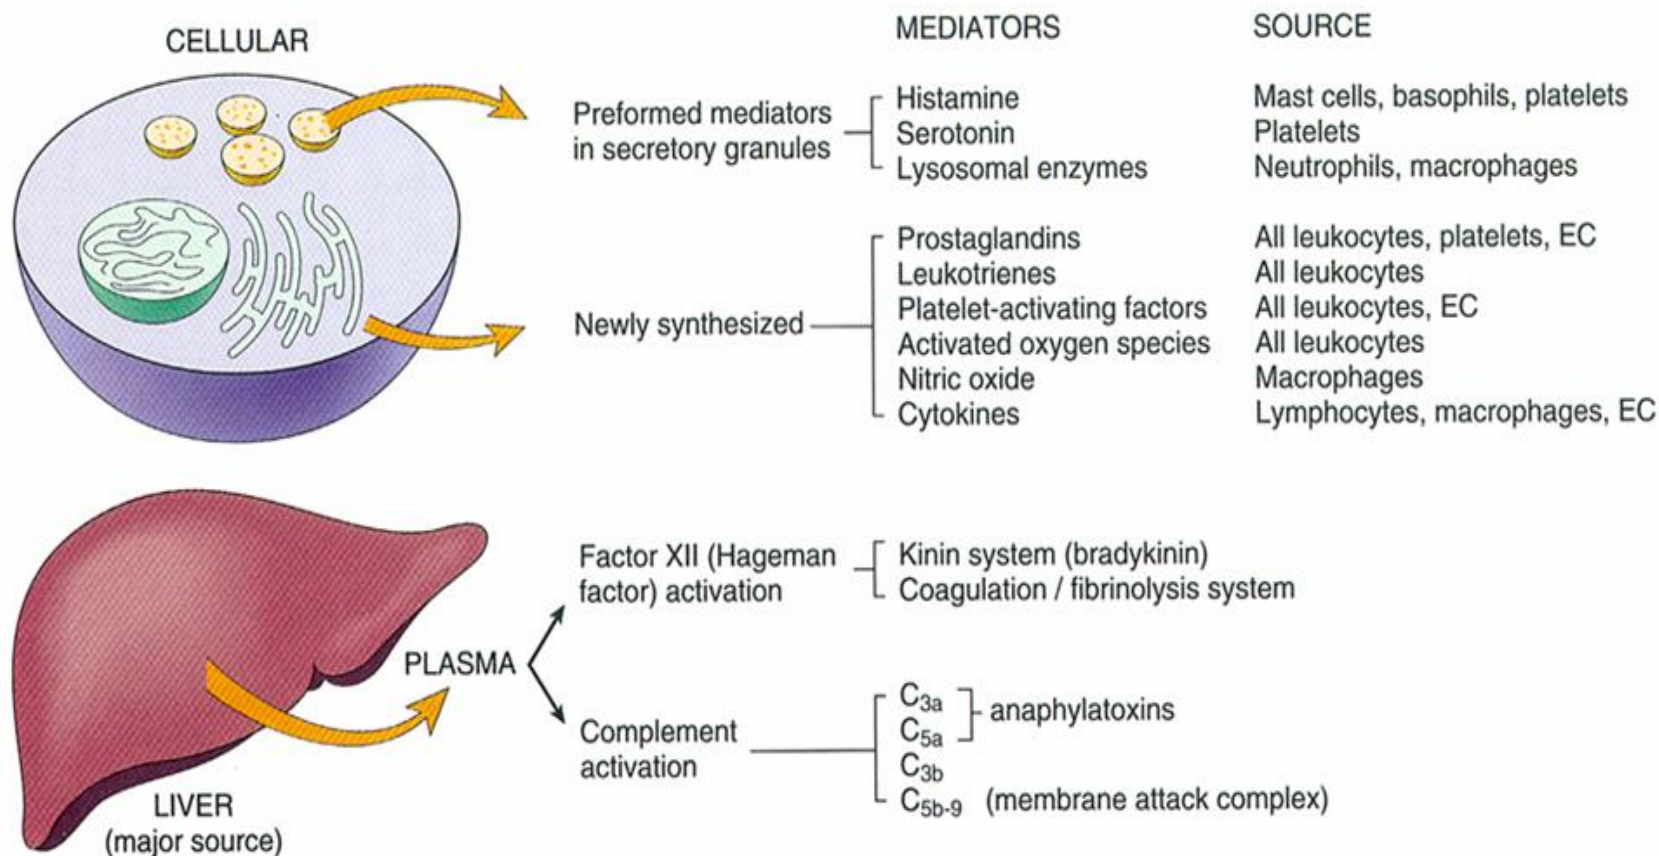 CELLULAR
MEDIATORS SOURCE
Preformed mediators
in secretory granules
Histamine Mast cells, basophils, platelets
Serotonin Platelets
Lysosomal enzymes Neutrophils, macrophages
Newly synthesized
Prostaglandins All leukocytes, platelets, EC
Leukotrienes All leukocytes
Platelet-activating factors All leukocytes, EC
Activated oxygen species All leukocytes
Nitric oxide Macrophages
Cytokines Lymphocytes, macrophages, EC
LIVER
(major source)
PLASMA
Factor XII (Hageman
factor) activation
Kinin system (bradykinin)
Coagulation / fibrinolysis system
Complement
activation
C3a
C5a
anaphylatoxins
C3b
C5b-9 (membrane attack complex)